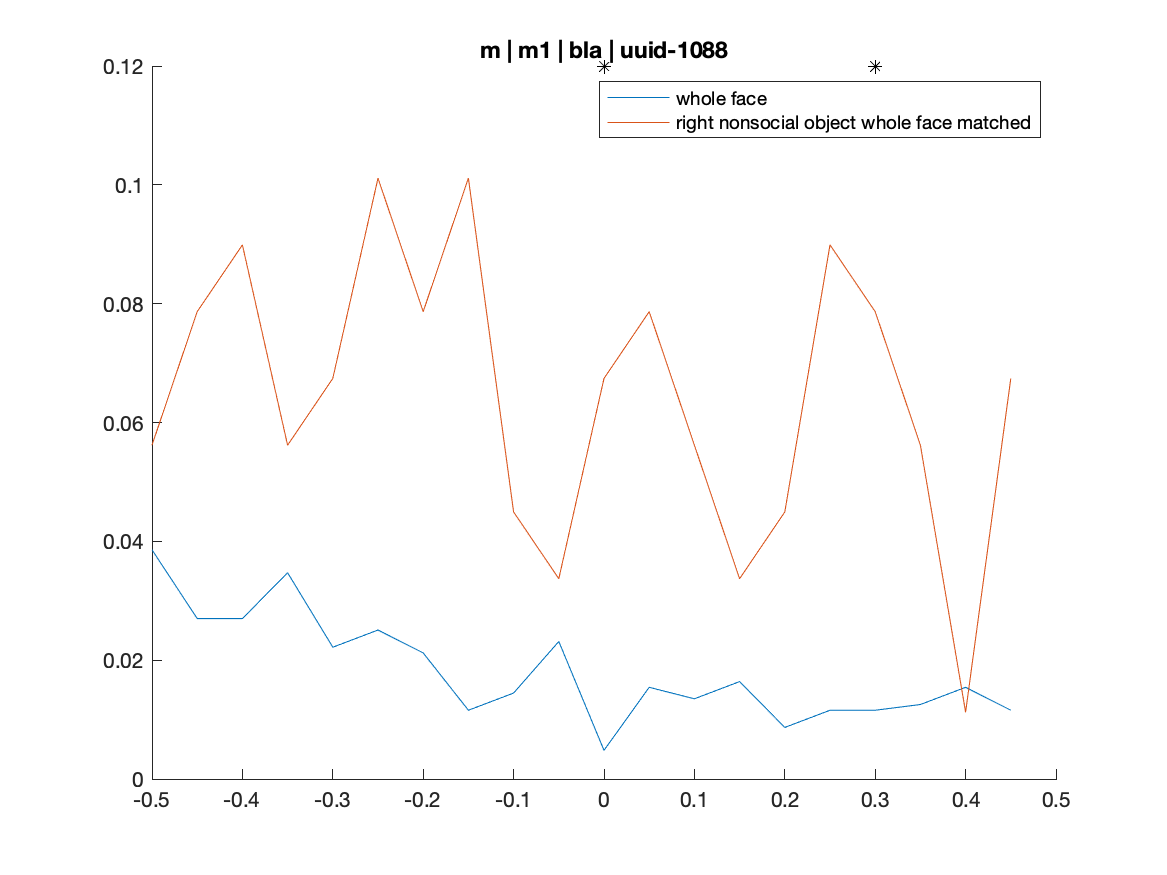 m | m1 | bla | uuid-1088
0.12
0.1
0.08
0.06
0.04
0.02
0
whole face
right nonsocial object whole face matched
-0.5 -0.4 -0.3 -0.2 -0.1 0 0.1 0.2 0.3 0.4 0.5